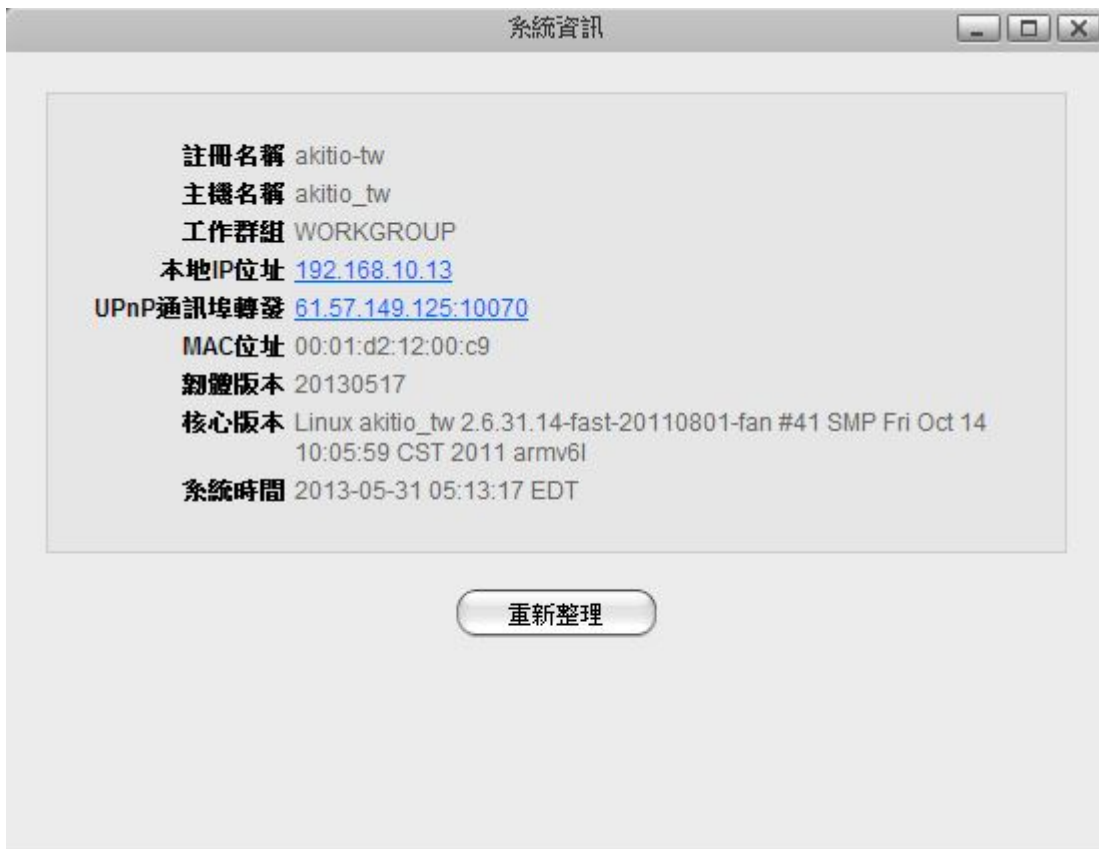 系統資訊
註冊名稱 akitio-tw
主機名稱 akitio_tw
工作群組 WORKGROUP
本地IP位址 192.168.10.13
UPnP通訊埠轉發 61.57.149.125:10070
MAC位址 00:01:d2:12:00:c9
韌體版本 20130517
核心版本 Linux akitio_tw 2.6.31.14-fast-20110801-fan #41 SMP Fri Oct 14
10:05:59 CST 2011 armv6l
系統時間 2013-05-31 05:13:17 EDT
重新整理